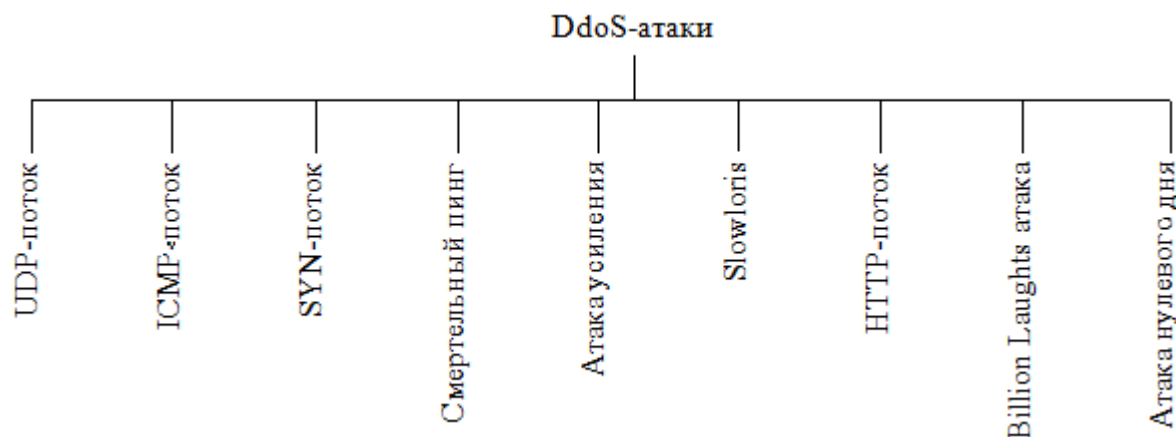 DdoS-атаки
UDP-поток
ICMP-поток
SYN-поток
Смертельный пинг
Атака усиления
Slowloris
HTTP-поток
Billion Laughts атака
Атака нулевого дня